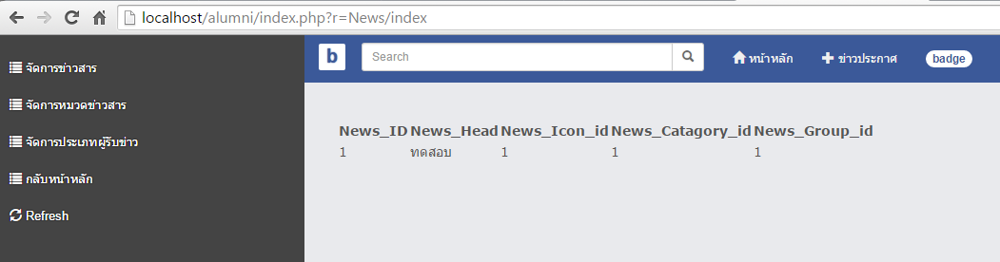 localhost/alumni/index.php?r=News/index
จัดการข่าวสาร
จัดการหมวดข่าวสาร
จัดการประเภทผู้รับข่าว
กลับหน้าหลัก
Refresh
b Search หน้าหลัก ข่าวประกาศ badge
News_ID News_Head News_Icon_id News_Catagory_id News_Group_id
1 ทดสอบ 1 1 1